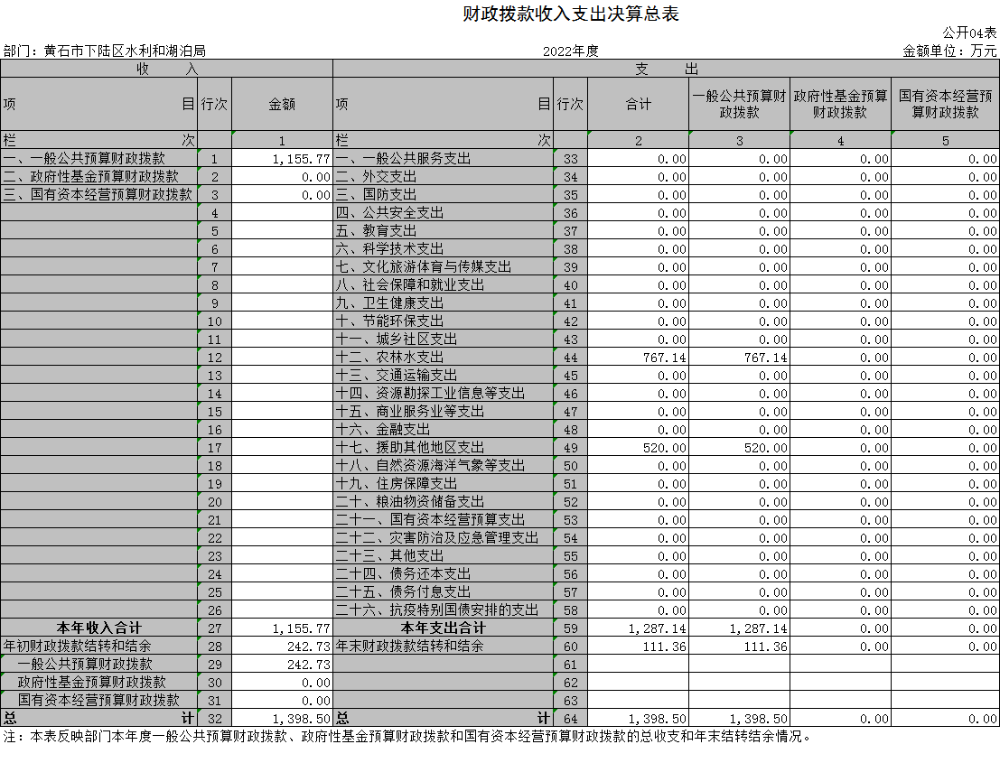 财政拨款收入支出决算总表
公开04表
部门：黄石市下陆区水利和湖泊局 2022年度 金额单位：万元
收 入 支 出
项 目 行次 金额 项 目 行次 合计 一般公共预算财政拨款 政府性基金预算财政拨款 国有资本经营预算财政拨款
栏 次 1 栏 次 2 3 4 5
一、一般公共预算财政拨款 1 1,155.77 一、一般公共服务支出 33 0.00 0.00 0.00 0.00
二、政府性基金预算财政拨款 2 0.00 二、外交支出 34 0.00 0.00 0.00 0.00
三、国有资本经营预算财政拨款 3 0.00 三、国防支出 35 0.00 0.00 0.00 0.00
4 四、公共安全支出 36 0.00 0.00 0.00 0.00
5 五、教育支出 37 0.00 0.00 0.00 0.00
6 六、科学技术支出 38 0.00 0.00 0.00 0.00
7 七、文化旅游体育与传媒支出 39 0.00 0.00 0.00 0.00
8 八、社会保障和就业支出 40 0.00 0.00 0.00 0.00
9 九、卫生健康支出 41 0.00 0.00 0.00 0.00
10 十、节能环保支出 42 0.00 0.00 0.00 0.00
11 十一、城乡社区支出 43 0.00 0.00 0.00 0.00
12 十二、农林水支出 44 767.14 767.14 0.00 0.00
13 十三、交通运输支出 45 0.00 0.00 0.00 0.00
14 十四、资源勘探工业信息等支出 46 0.00 0.00 0.00 0.00
15 十五、商业服务业等支出 47 0.00 0.00 0.00 0.00
16 十六、金融支出 48 0.00 0.00 0.00 0.00
17 十七、援助其他地区支出 49 520.00 520.00 0.00 0.00
18 十八、自然资源海洋气象等支出 50 0.00 0.00 0.00 0.00
19 十九、住房保障支出 51 0.00 0.00 0.00 0.00
20 二十、粮油物资储备支出 52 0.00 0.00 0.00 0.00
21 二十一、国有资本经营预算支出 53 0.00 0.00 0.00 0.00
22 二十二、灾害防治及应急管理支出 54 0.00 0.00 0.00 0.00
23 二十三、其他支出 55 0.00 0.00 0.00 0.00
24 二十四、债务还本支出 56 0.00 0.00 0.00 0.00
25 二十五、债务付息支出 57 0.00 0.00 0.00 0.00
26 二十六、抗疫特别国债安排的支出 58 0.00 0.00 0.00 0.00
本年收入合计 27 1,155.77 本年支出合计 59 1,287.14 1,287.14 0.00 0.00
年初财政拨款结转和结余 28 242.73 年末财政拨款结转和结余 60 111.36 111.36 0.00 0.00
一般公共预算财政拨款 29 242.73 61
政府性基金预算财政拨款 30 0.00 62
国有资本经营预算财政拨款 31 0.00 63
总 计 32 1,398.50 总 计 64 1,398.50 1,398.50 0.00 0.00
注：本表反映部门本年度一般公共预算财政拨款、政府性基金预算财政拨款和国有资本经营预算财政拨款的总收支和年末结转结余情况。